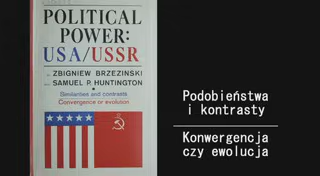 POLITICAL
POWER:
USA/USSR
ZBIGNIEW BRZEZINSKI
SAMUEL P. HUNTINGTON
Similarities and contrasts
Convergence or evolution
Podobieństwa
i kontrasty
Konwergencja
czy ewolucja